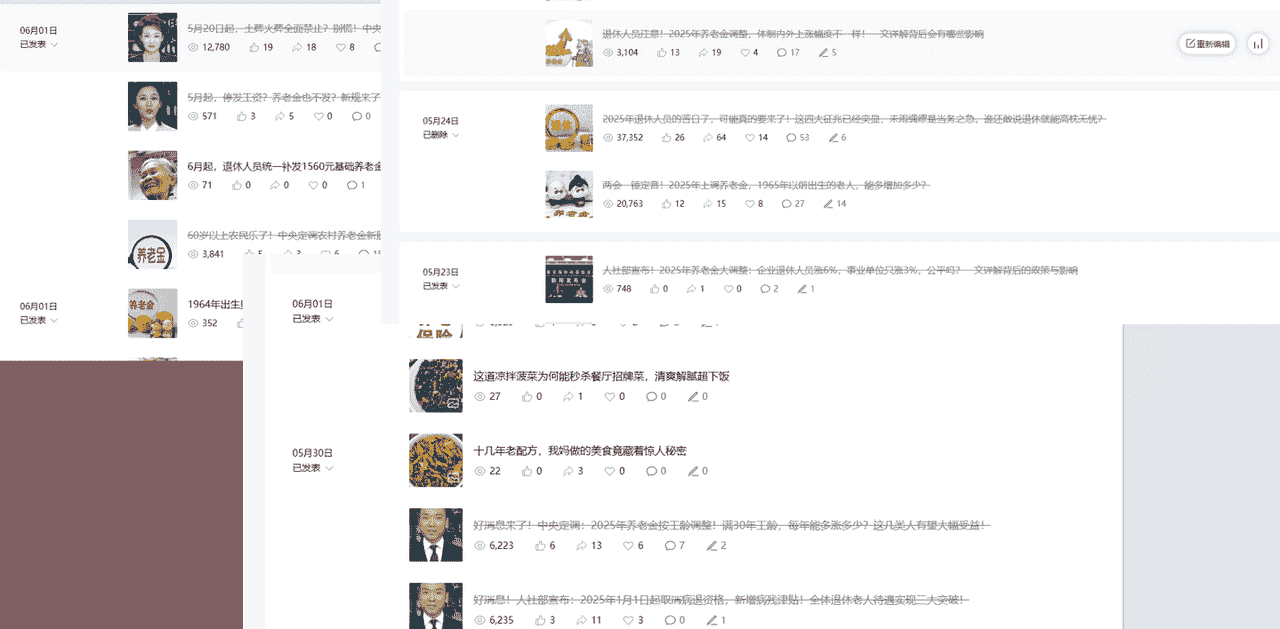 06月01日
已发表
5月20日起，土葬火葬全面禁止？别慌！中央
12,780 19 18 8
5月起，停发工资？养老金也不发？新规来了
571 3 5 0 0
6月起，退休人员统一补发1560元基础养老金
71 0 0 0 1
60岁以上农民乐了！中央定调农村养老金新
养老金
3,841 5 3 6
06月01日
已发表
养老金
1964年出生
352
退休人员注意！2025年养老金调整，体制内外上涨幅度不一样！一文详解背后会有哪些影响
3,104 13 19 4 17 5
重新编辑
05月24日
已删除
2025年退休人员的苦日子，可能真的要来了！这四大征兆已经突显，未雨绸缪是当务之急，谁还敢说退休就能高枕无忧？
37,352 26 64 14 53 6
两会一锤定音！2025年上调养老金，1965年以前出生的老人，能多增加多少？
20,763 12 15 8 27 14
05月23日
已发表
人社部宣布！2025年养老金大调整：企业退休人员涨6%，事业单位只涨3%，公平吗？一文详解背后的政策与影响
748 0 1 0 2 1
06月01日
已发表
保险
这道凉拌菠菜为何能秒杀餐厅招牌菜，清爽解腻超下饭
27 0 1 0 0 0
05月30日
已发表
十几年老配方，我妈做的美食竟藏着惊人秘密
22 0 3 0 0 0
好消息来了！中央定调：2025年养老金按工龄调整！满30年工龄，每年能多涨多少？这几类人有望大幅受益！
6,223 6 13 6 7 2
好消息！人社部宣布：2025年1月1日起取消病退资格，新增病残津贴！全体退休老人待遇实现三大突破！
6,235 3 11 3 0 1